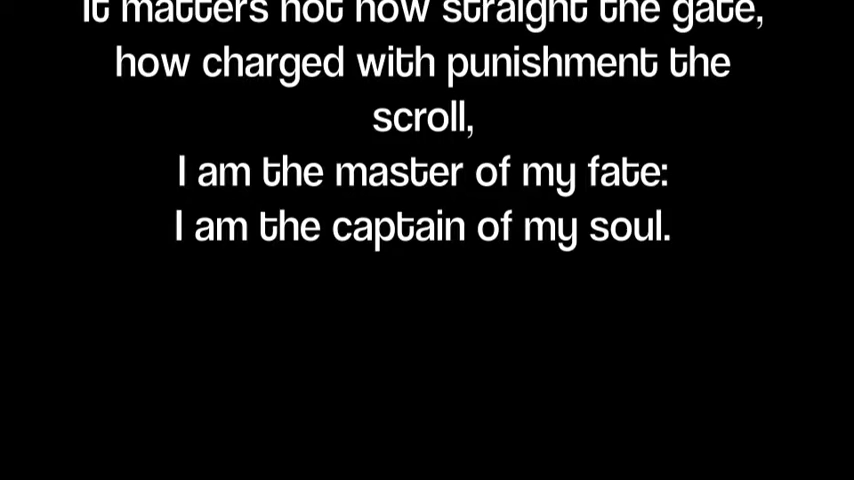 It matters not how straight the gate,
how charged with punishment the
scroll,
I am the master of my fate:
I am the captain of my soul.